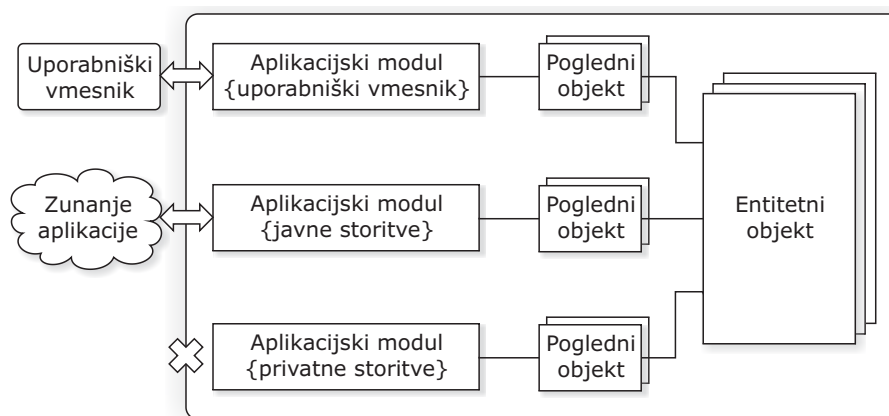 Uporabniški
vmesnik
Aplikacijski modul
{uporabniški vmesnik}
Pogledni
objekt
Zunanje
aplikacije
Aplikacijski modul
{javne storitve}
Pogledni
objekt
Entitetni
objekt
Aplikacijski modul
{privatne storitve}
Pogledni
objekt